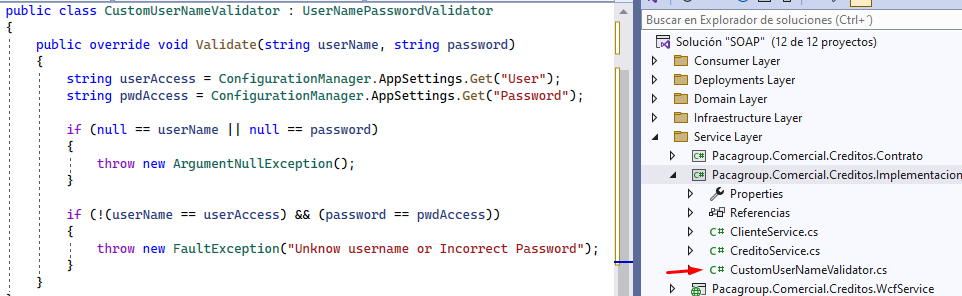 public class CustomUserNameValidator : UserNamePasswordValidator
{
public override void Validate(string userName, string password)
{
string userAccess = ConfigurationManager.AppSettings.Get("User");
string pwdAccess = ConfigurationManager.AppSettings.Get("Password");
if (null == userName || null == password)
{
throw new ArgumentNullException();
}
if (!(userName == userAccess) && (password == pwdAccess))
{
throw new FaultException("Unknow username or Incorrect Password");
}
}
Buscar en Explorador de soluciones (Ctrl+´)
Solución "SOAP" (12 de 12 proyectos)
Consumer Layer
Deployments Layer
Domain Layer
Infraestructure Layer
Service Layer
C# Pacagroup.Comercial.Creditos.Contrato
C# Pacagroup.Comercial.Creditos.Implementacion
Properties
Referencias
C# ClienteService.cs
C# CreditoService.cs
C# CustomUserNameValidator.cs
Pacagroup.Comercial.Creditos.WcfService